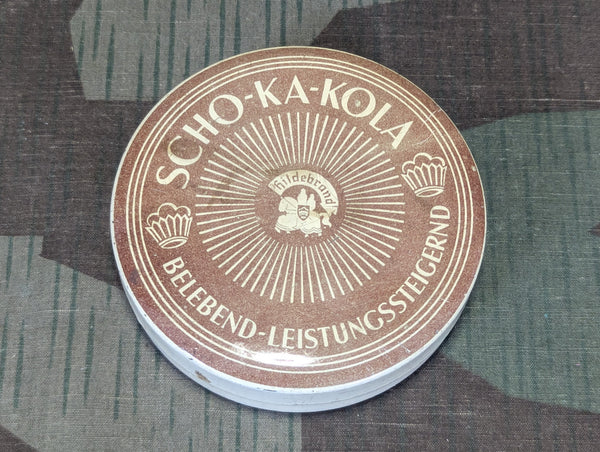 SCHO-KA-KOLA
Hildebrand
BELEBEND-LEISTUNGSSTEIGERND